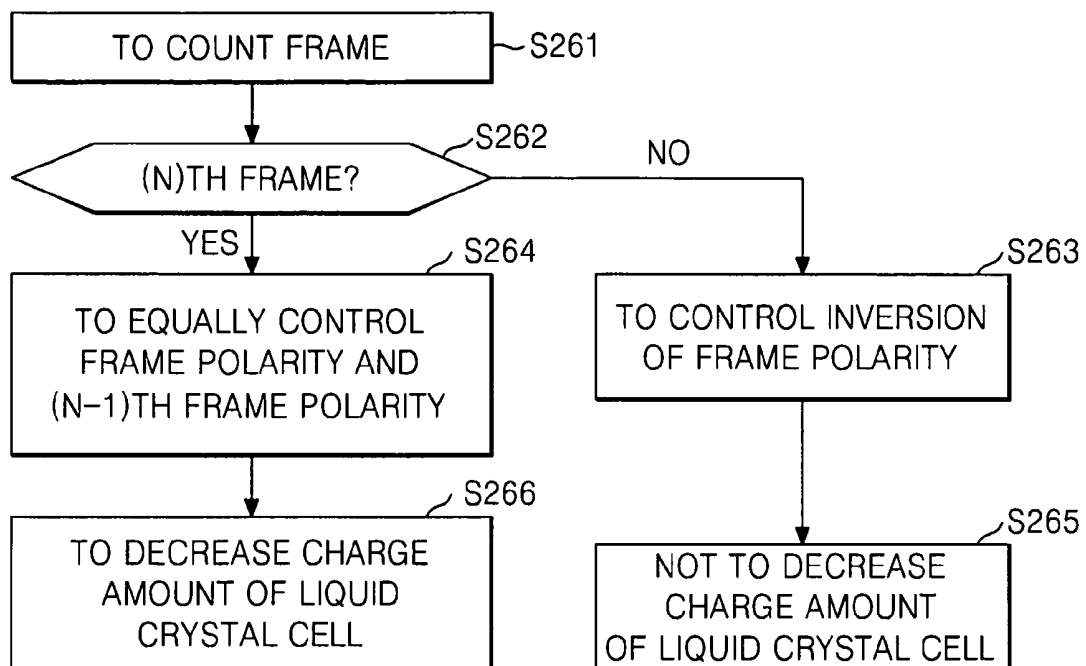 TO COUNT FRAME
S261
S262
(N)TH FRAME?
NO
YES
S264
TO EQUALLY CONTROL
FRAME POLARITY AND
(N-1)TH FRAME POLARITY
S263
TO CONTROL INVERSION
OF FRAME POLARITY
S266
TO DECREASE CHARGE
AMOUNT OF LIQUID
CRYSTAL CELL
S265
NOT TO DECREASE
CHARGE AMOUNT
OF LIQUID CRYSTAL CELL